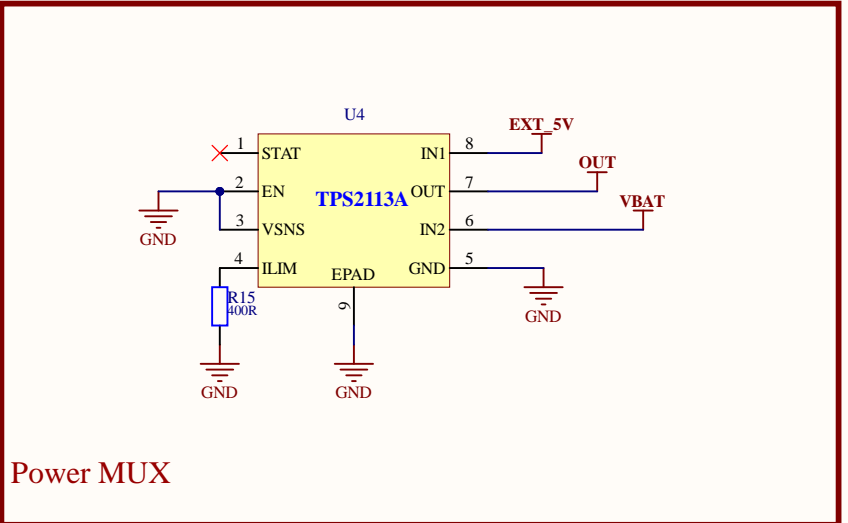 U4
EXT_5V
1
STAT
IN1
8
OUT
2
EN
TPS2113A
OUT
7
VBAT
3
VSNS
IN2
6
GND
4
ILIM
EPAD
GND
5
R15
400R
9
GND
GND
GND
Power MUX